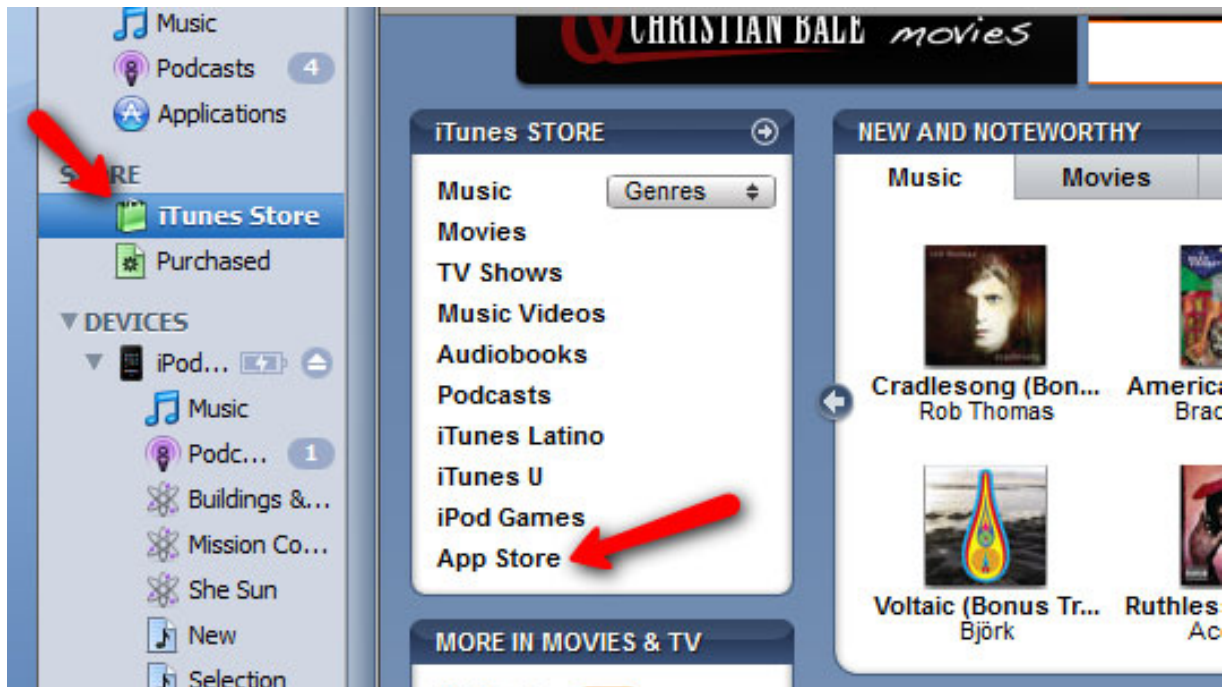 Music
Podcasts 4
Applications
iTunes Store
Purchased
DEVICES
iPod...
Music
Podc... 1
Buildings &...
Mission Co...
She Sun
New
Selection
CHRISTIAN BALE movies
iTunes STORE
Music Genres
Movies
TV Shows
Music Videos
Audiobooks
Podcasts
iTunes Latino
iTunes U
iPod Games
App Store
MORE IN MOVIES & TV
NEW AND NOTEWORTHY
Music Movies
Cradlesong (Bon...
Rob Thomas
Voltaic (Bonus Tr...
Björk